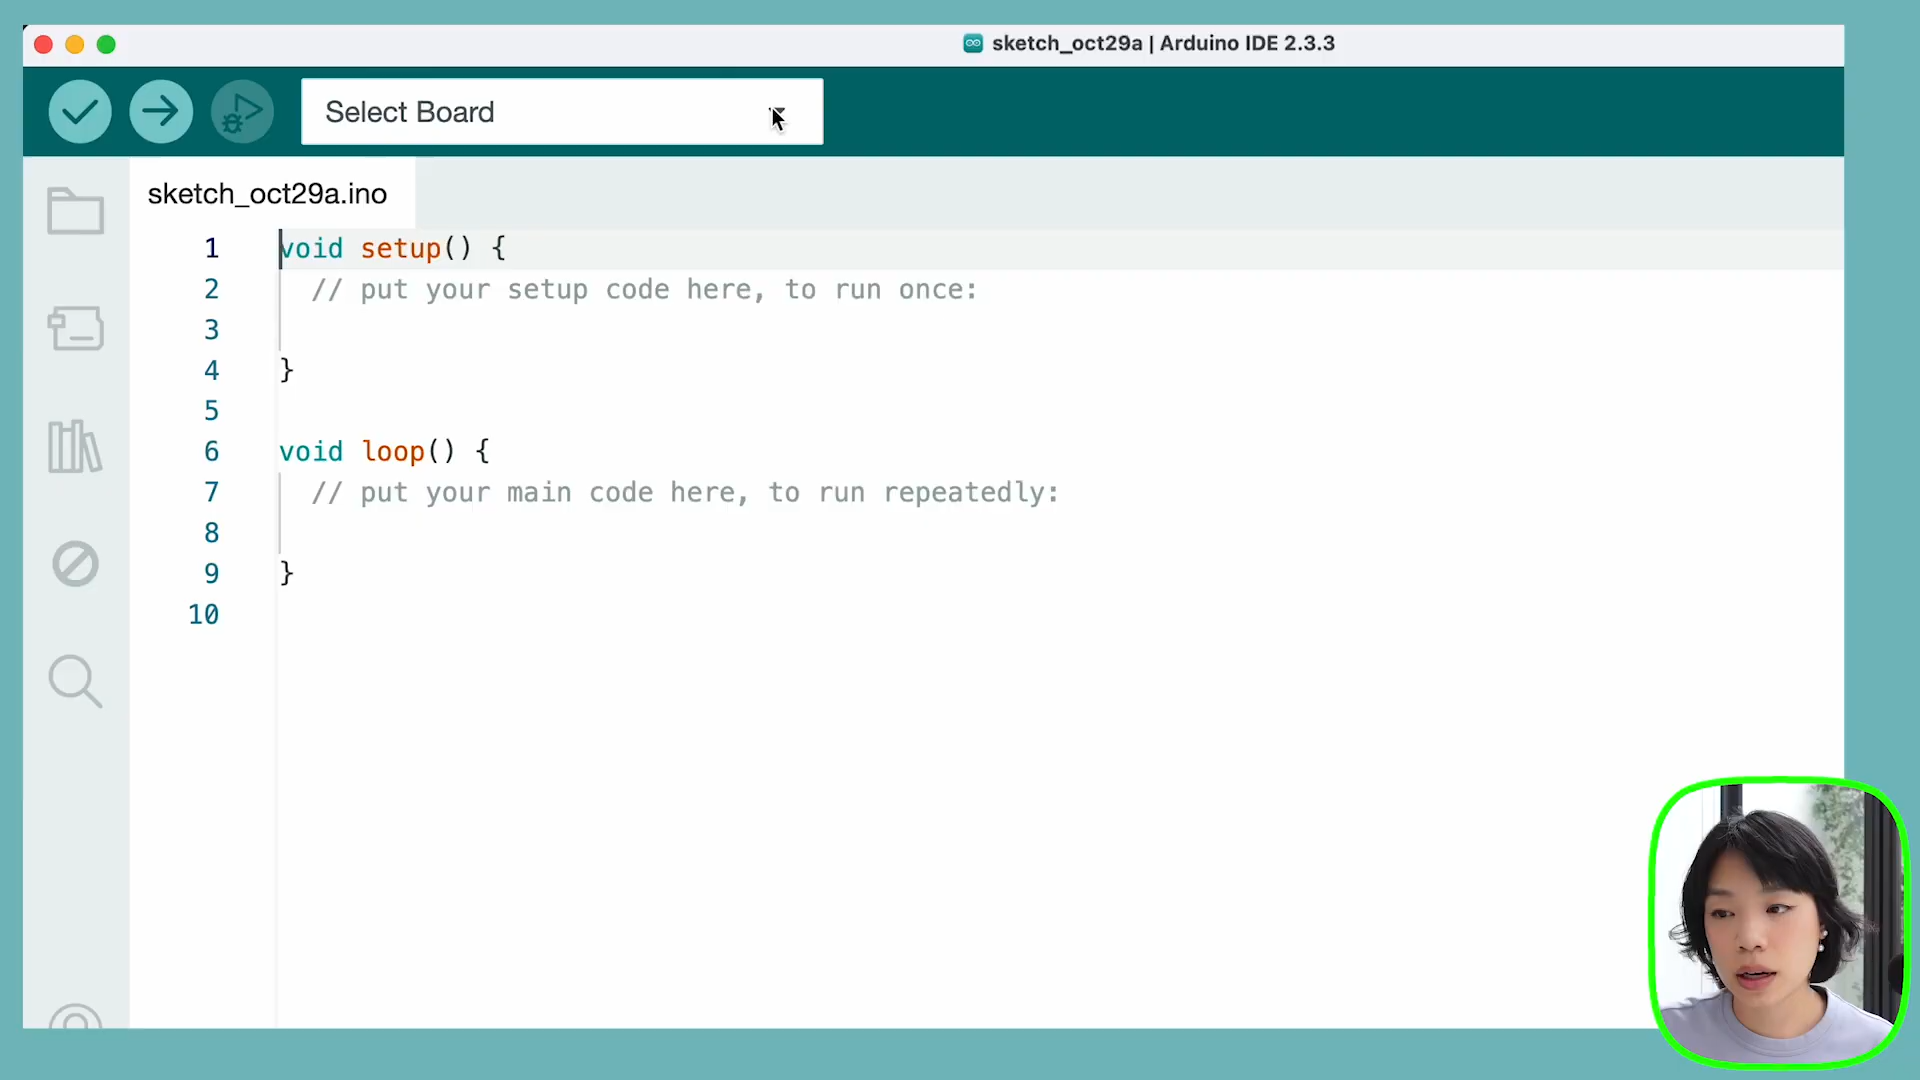 sketch_oct29a | Arduino IDE 2.3.3
Select Board
sketch_oct29a.ino
1 void setup() {
2 // put your setup code here, to run once:
3
4 }
5
6 void loop() {
7 // put your main code here, to run repeatedly:
8
9 }
10